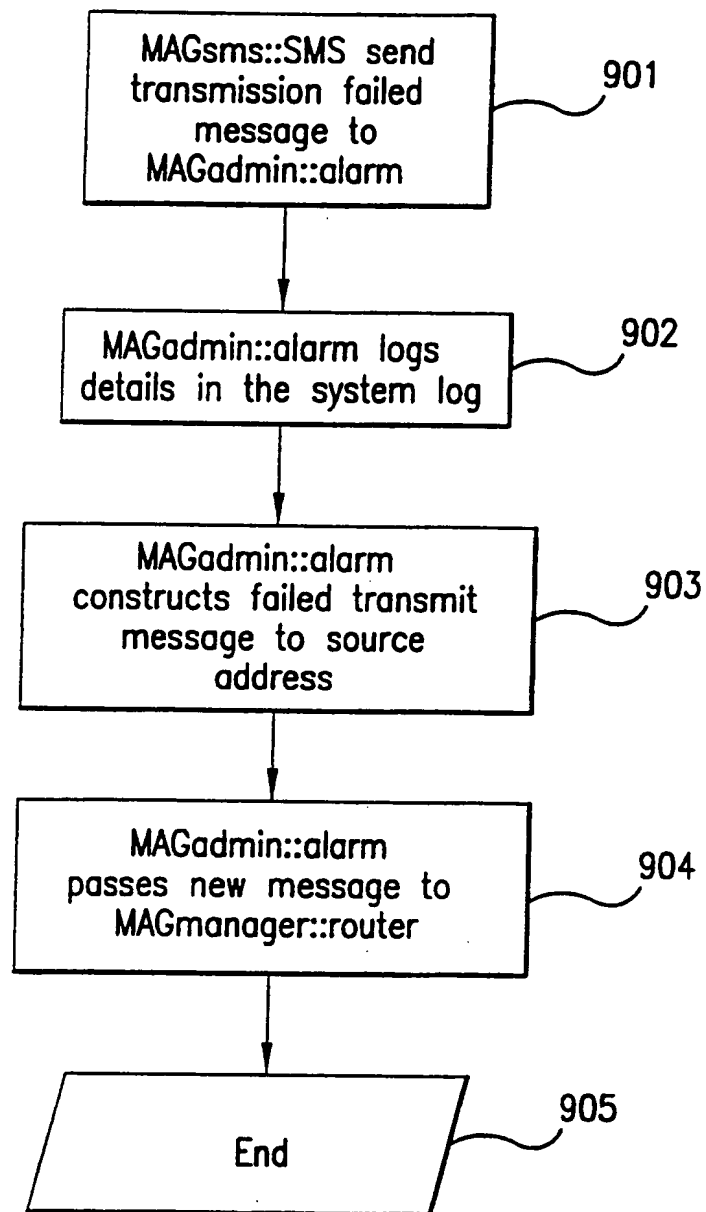 MAGsms::SMS send
transmission failed
message to
MAGadmin::alarm
901
MAGadmin::alarm logs
details in the system log
902
MAGadmin::alarm
constructs failed transmit
message to source
address
903
MAGadmin::alarm
passes new message to
MAGmanager::router
904
End
905